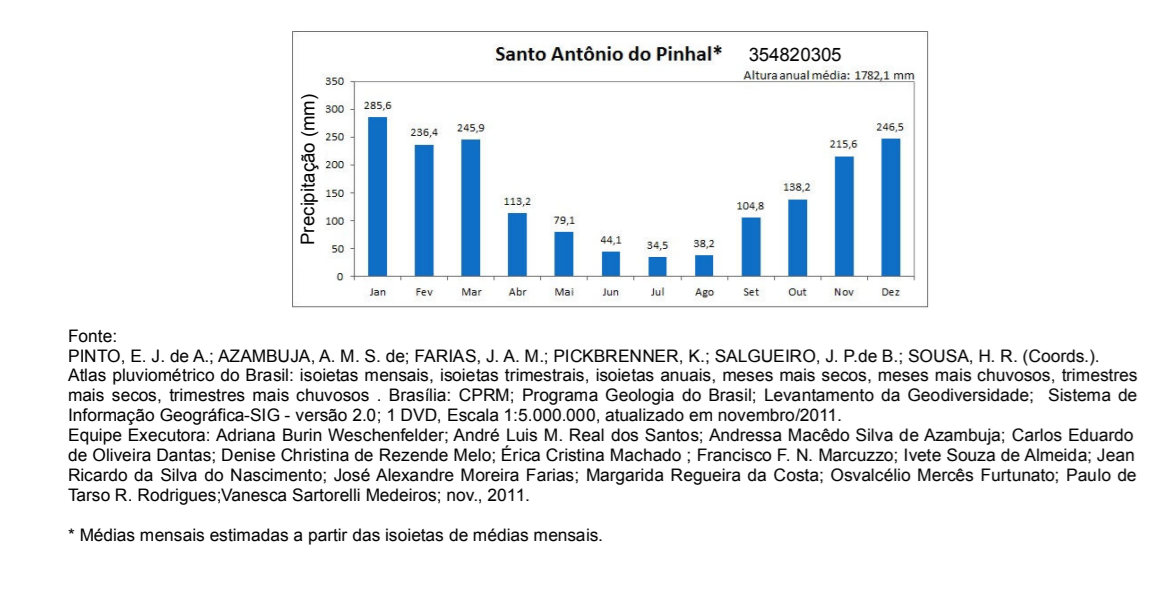 Santo Antônio do Pinhal* 354820305
Altura anual média: 1782,1 mm
Precipitação (mm)
350
300
250
200
150
100
50
0
285,6
236,4
245,9
113,2
79,1
44,1
34,5
38,2
104,8
138,2
215,6
246,5
Jan Fev Mar Abr Mai Jun Jul Ago Set Out Nov Dez
Fonte:
PINTO, E. J. de A.; AZAMBUJA, A. M. S. de; FARIAS, J. A. M.; PICKBRENNER, K.; SALGUEIRO, J. P.de B.; SOUSA, H. R. (Coords.).
Atlas pluviométrico do Brasil: isoietas mensais, isoietas trimestrais, isoietas anuais, meses mais secos, meses mais chuvosos, trimestres
mais secos, trimestres mais chuvosos . Brasília: CPRM; Programa Geologia do Brasil; Levantamento da Geodiversidade; Sistema de
Informação Geográfica-SIG - versão 2.0; 1 DVD, Escala 1:5.000.000, atualizado em novembro/2011.
Equipe Executora: Adriana Burin Weschenfelder; André Luis M. Real dos Santos; Andressa Macêdo Silva de Azambuja; Carlos Eduardo
de Oliveira Dantas; Denise Christina de Rezende Melo; Érica Cristina Machado ; Francisco F. N. Marcuzzo; Ivete Souza de Almeida; Jean
Ricardo da Silva do Nascimento; José Alexandre Moreira Farias; Margarida Regueira da Costa; Osvalcélio Mercês Furtunato; Paulo de
Tarso R. Rodrigues;Vanesca Sartorelli Medeiros; nov., 2011.
* Médias mensais estimadas a partir das isoietas de médias mensais.